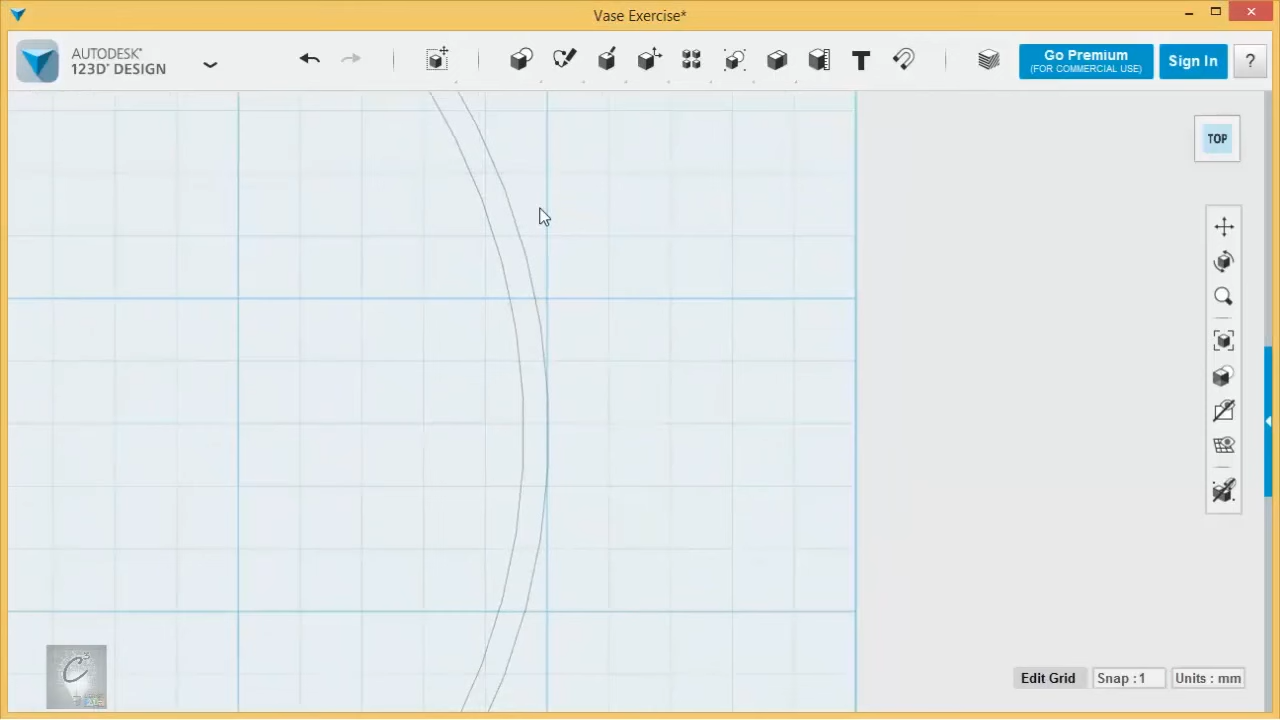 Vase Exercise*
AUTODESK®
123D® DESIGN
Go Premium
(FOR COMMERCIAL USE)
Sign In
?
TOP
Edit Grid
Snap : 1
Units : mm